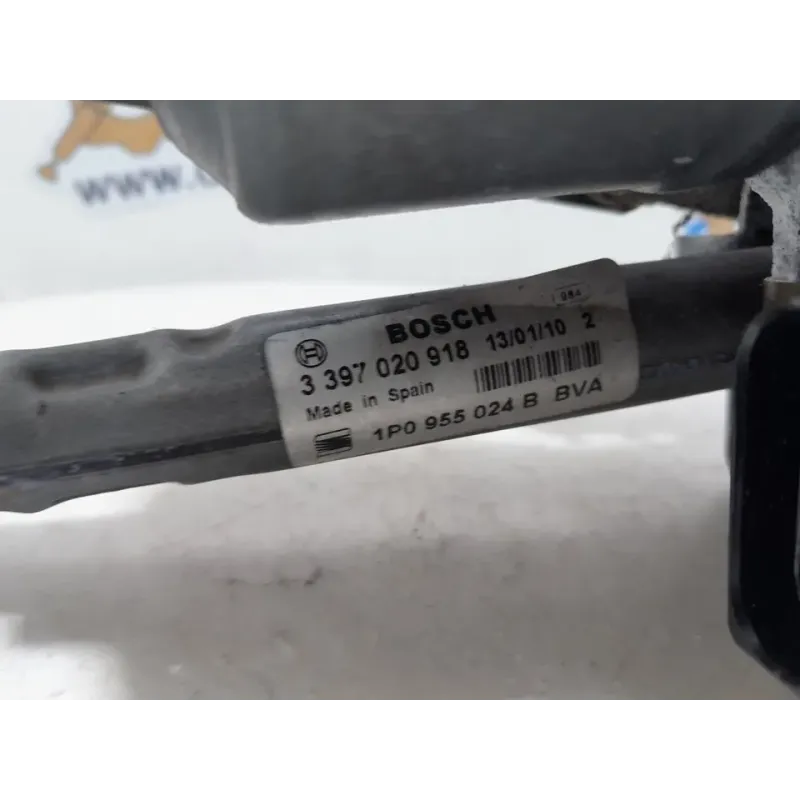 www.
BOSCH
3 397 020 918 13/01/10 2
Made in Spain
1P0 955 024 B BVA